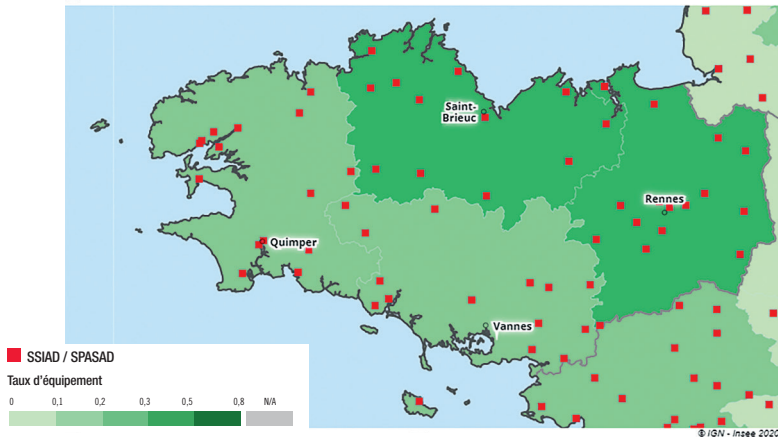 Saint-
Brieuc
Rennes
Quimper
Vannes
SSIAD / SPASAD
Taux d'équipement
0 0,1 0,2 0,3 0,5 0,8 N/A
© IGN - Insee 2020